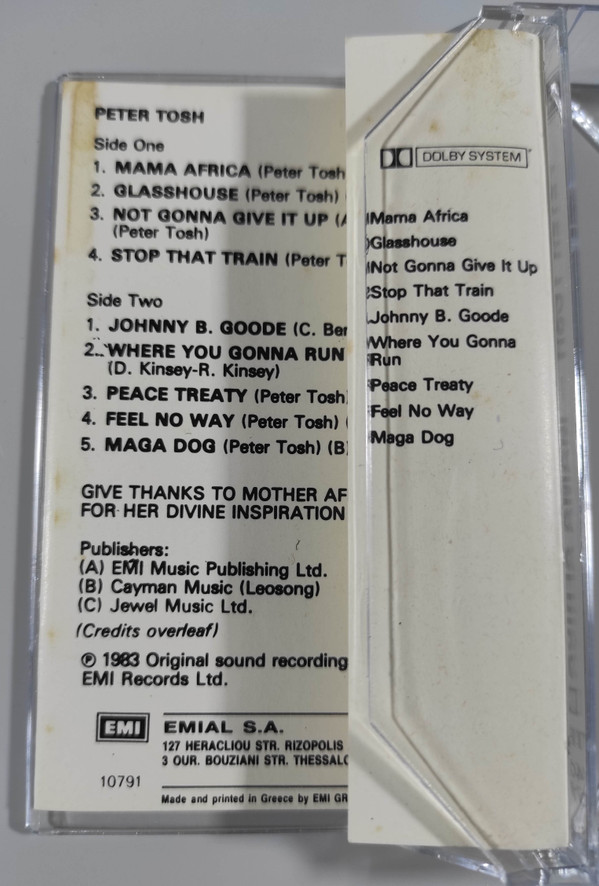 PETER TOSH
Side One
1. MAMA AFRICA (Peter Tosh
2. GLASSHOUSE (Peter Tosh)
3. NOT GONNA GIVE IT UP (A
(Peter Tosh)
4. STOP THAT TRAIN (Peter T
Side Two
1. JOHNNY B. GOODE (C. Ber
2. WHERE YOU GONNA RUN
(D. Kinsey-R. Kinsey)
3. PEACE TREATY (Peter Tosh
4. FEEL NO WAY (Peter Tosh) (
5. MAGA DOG (Peter Tosh) (B
GIVE THANKS TO MOTHER AF
FOR HER DIVINE INSPIRATION
Publishers:
(A) EMI Music Publishing Ltd.
(B) Cayman Music (Leosong)
(C) Jewel Music Ltd.
(Credits overleaf)
℗ 1983 Original sound recording
EMI Records Ltd.
EMI
EMIAL S.A.
127 HERACLIOU STR. RIZOPOLIS
3 OUR. BOUZIANI STR. THESSALO
10791
Made and printed in Greece by EMI GR
DOLBY SYSTEM
Mama Africa
Glasshouse
Not Gonna Give It Up
Stop That Train
Johnny B. Goode
Where You Gonna
Run
Peace Treaty
Feel No Way
Maga Dog